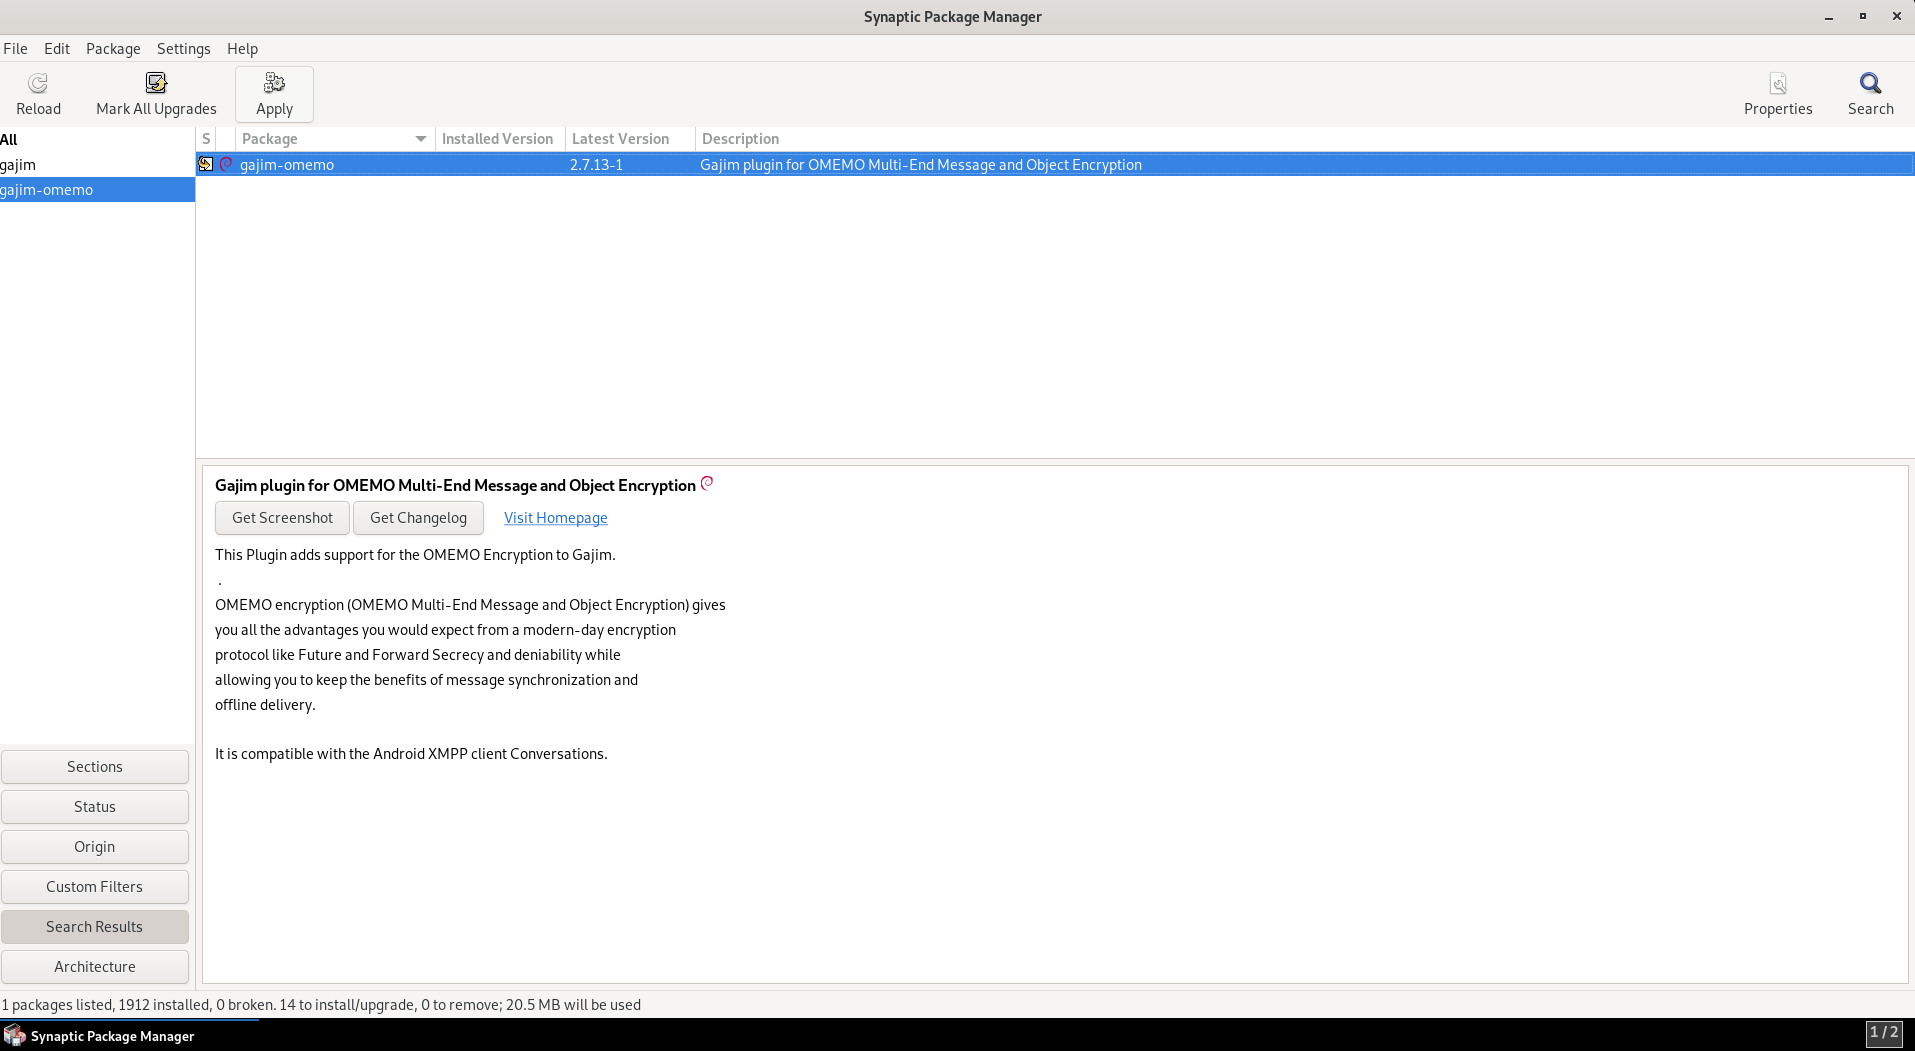 Synaptic Package Manager
File Edit Package Settings Help
Reload Mark All Upgrades Apply Properties Search
All
gajim
gajim-omemo
S Package Installed Version Latest Version Description
gajim-omemo 2.7.13-1 Gajim plugin for OMEMO Multi-End Message and Object Encryption
Gajim plugin for OMEMO Multi-End Message and Object Encryption
Get Screenshot Get Changelog Visit Homepage
This Plugin adds support for the OMEMO Encryption to Gajim.
.
OMEMO encryption (OMEMO Multi-End Message and Object Encryption) gives
you all the advantages you would expect from a modern-day encryption
protocol like Future and Forward Secrecy and deniability while
allowing you to keep the benefits of message synchronization and
offline delivery.
It is compatible with the Android XMPP client Conversations.
Sections
Status
Origin
Custom Filters
Search Results
Architecture
1 packages listed, 1912 installed, 0 broken. 14 to install/upgrade, 0 to remove; 20.5 MB will be used
Synaptic Package Manager 1 / 2